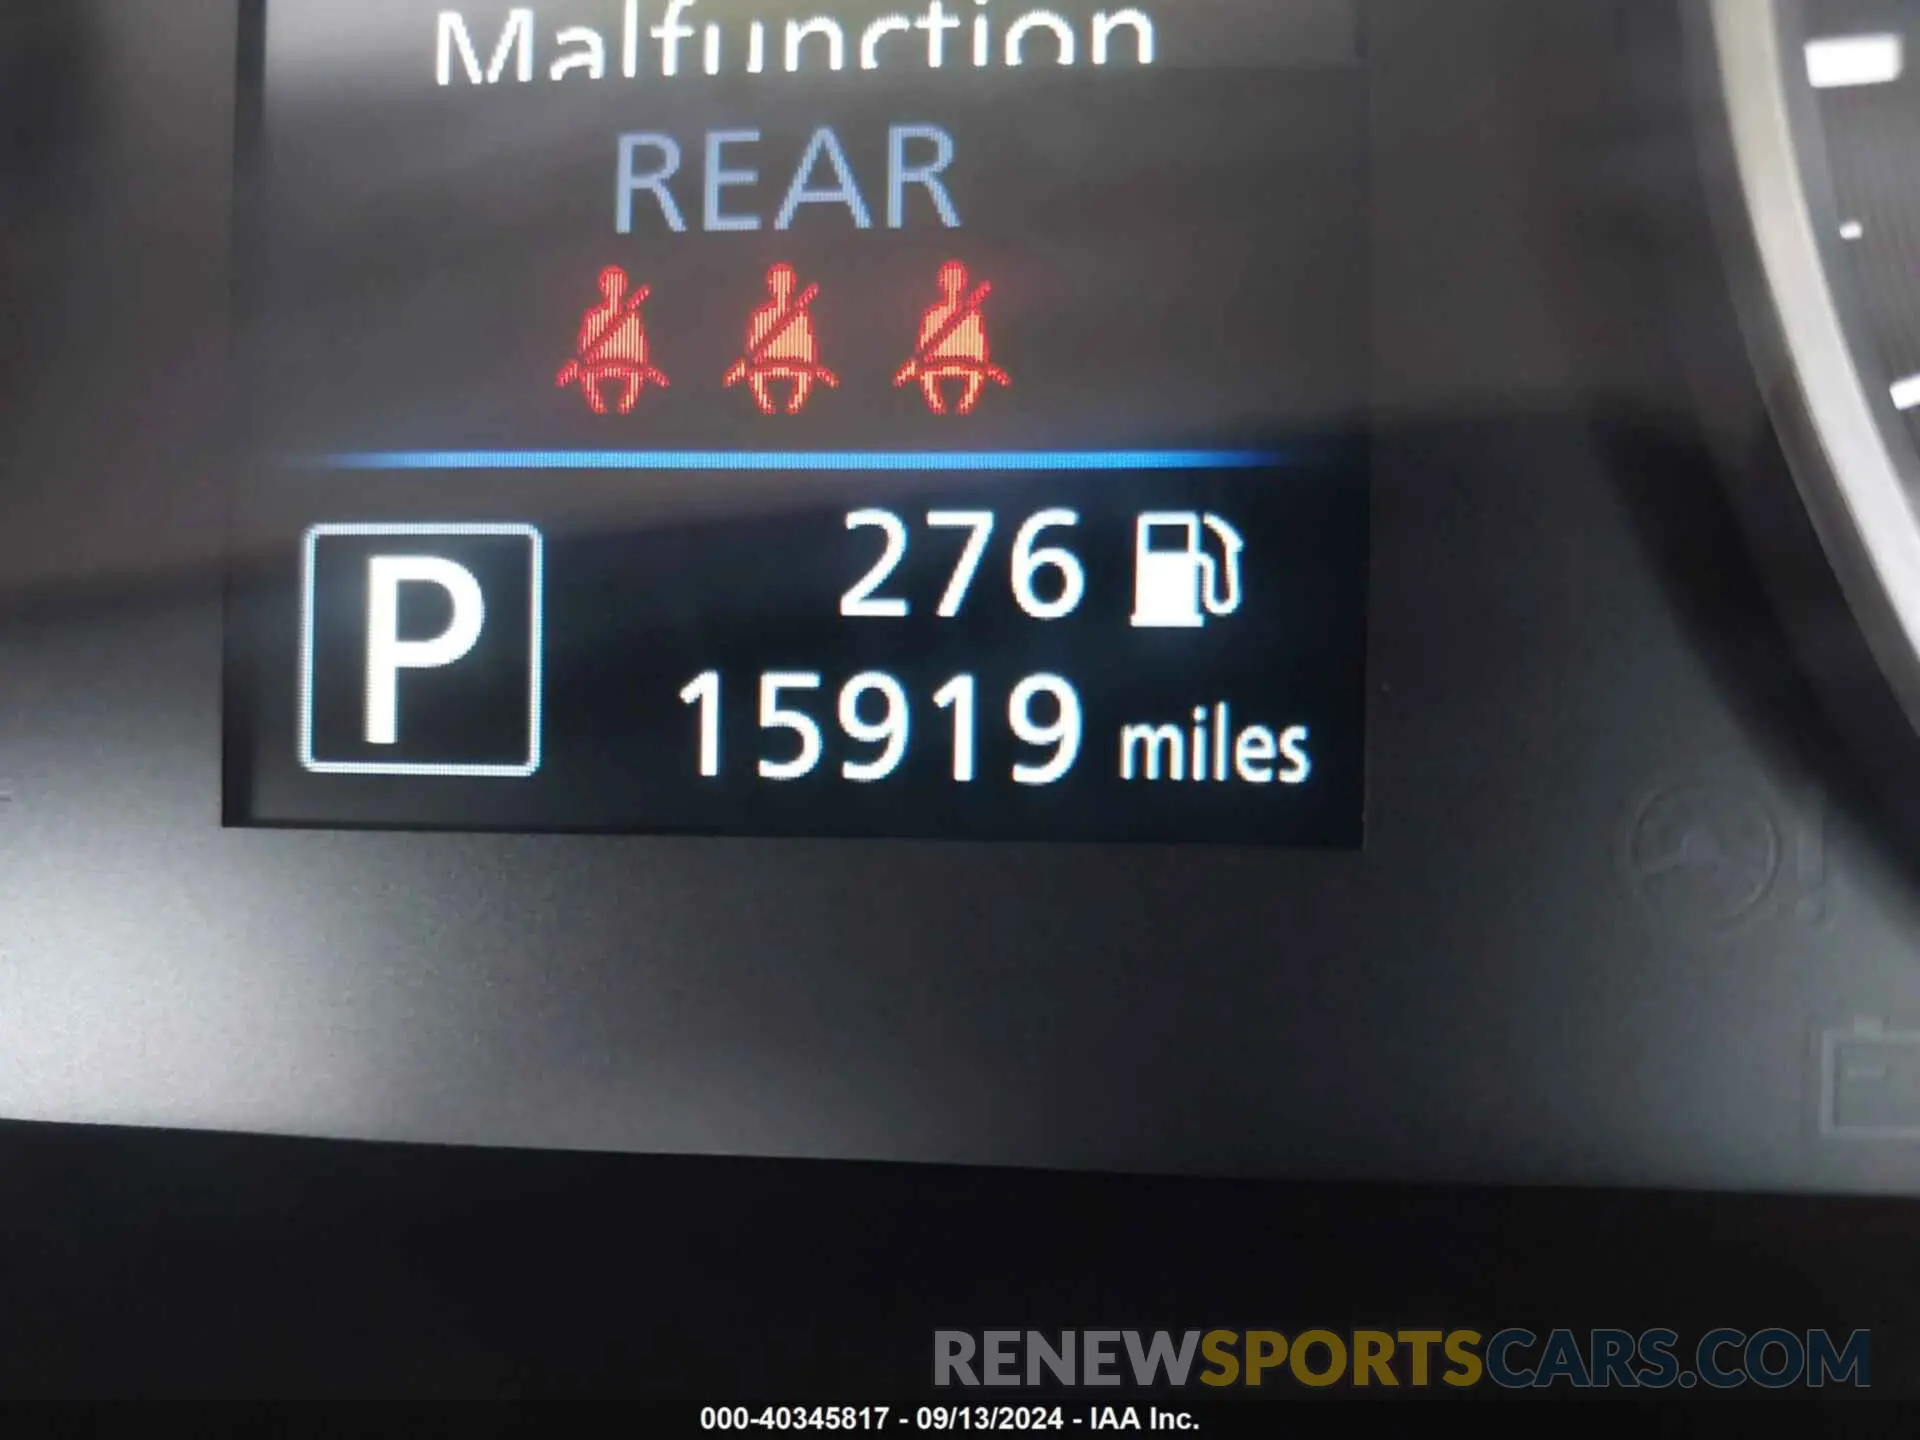 Malfunction
REAR
P
276
15919 miles
RENEWSPORTSCARS.COM
000-40345817 - 09/13/2024 - IAA Inc.